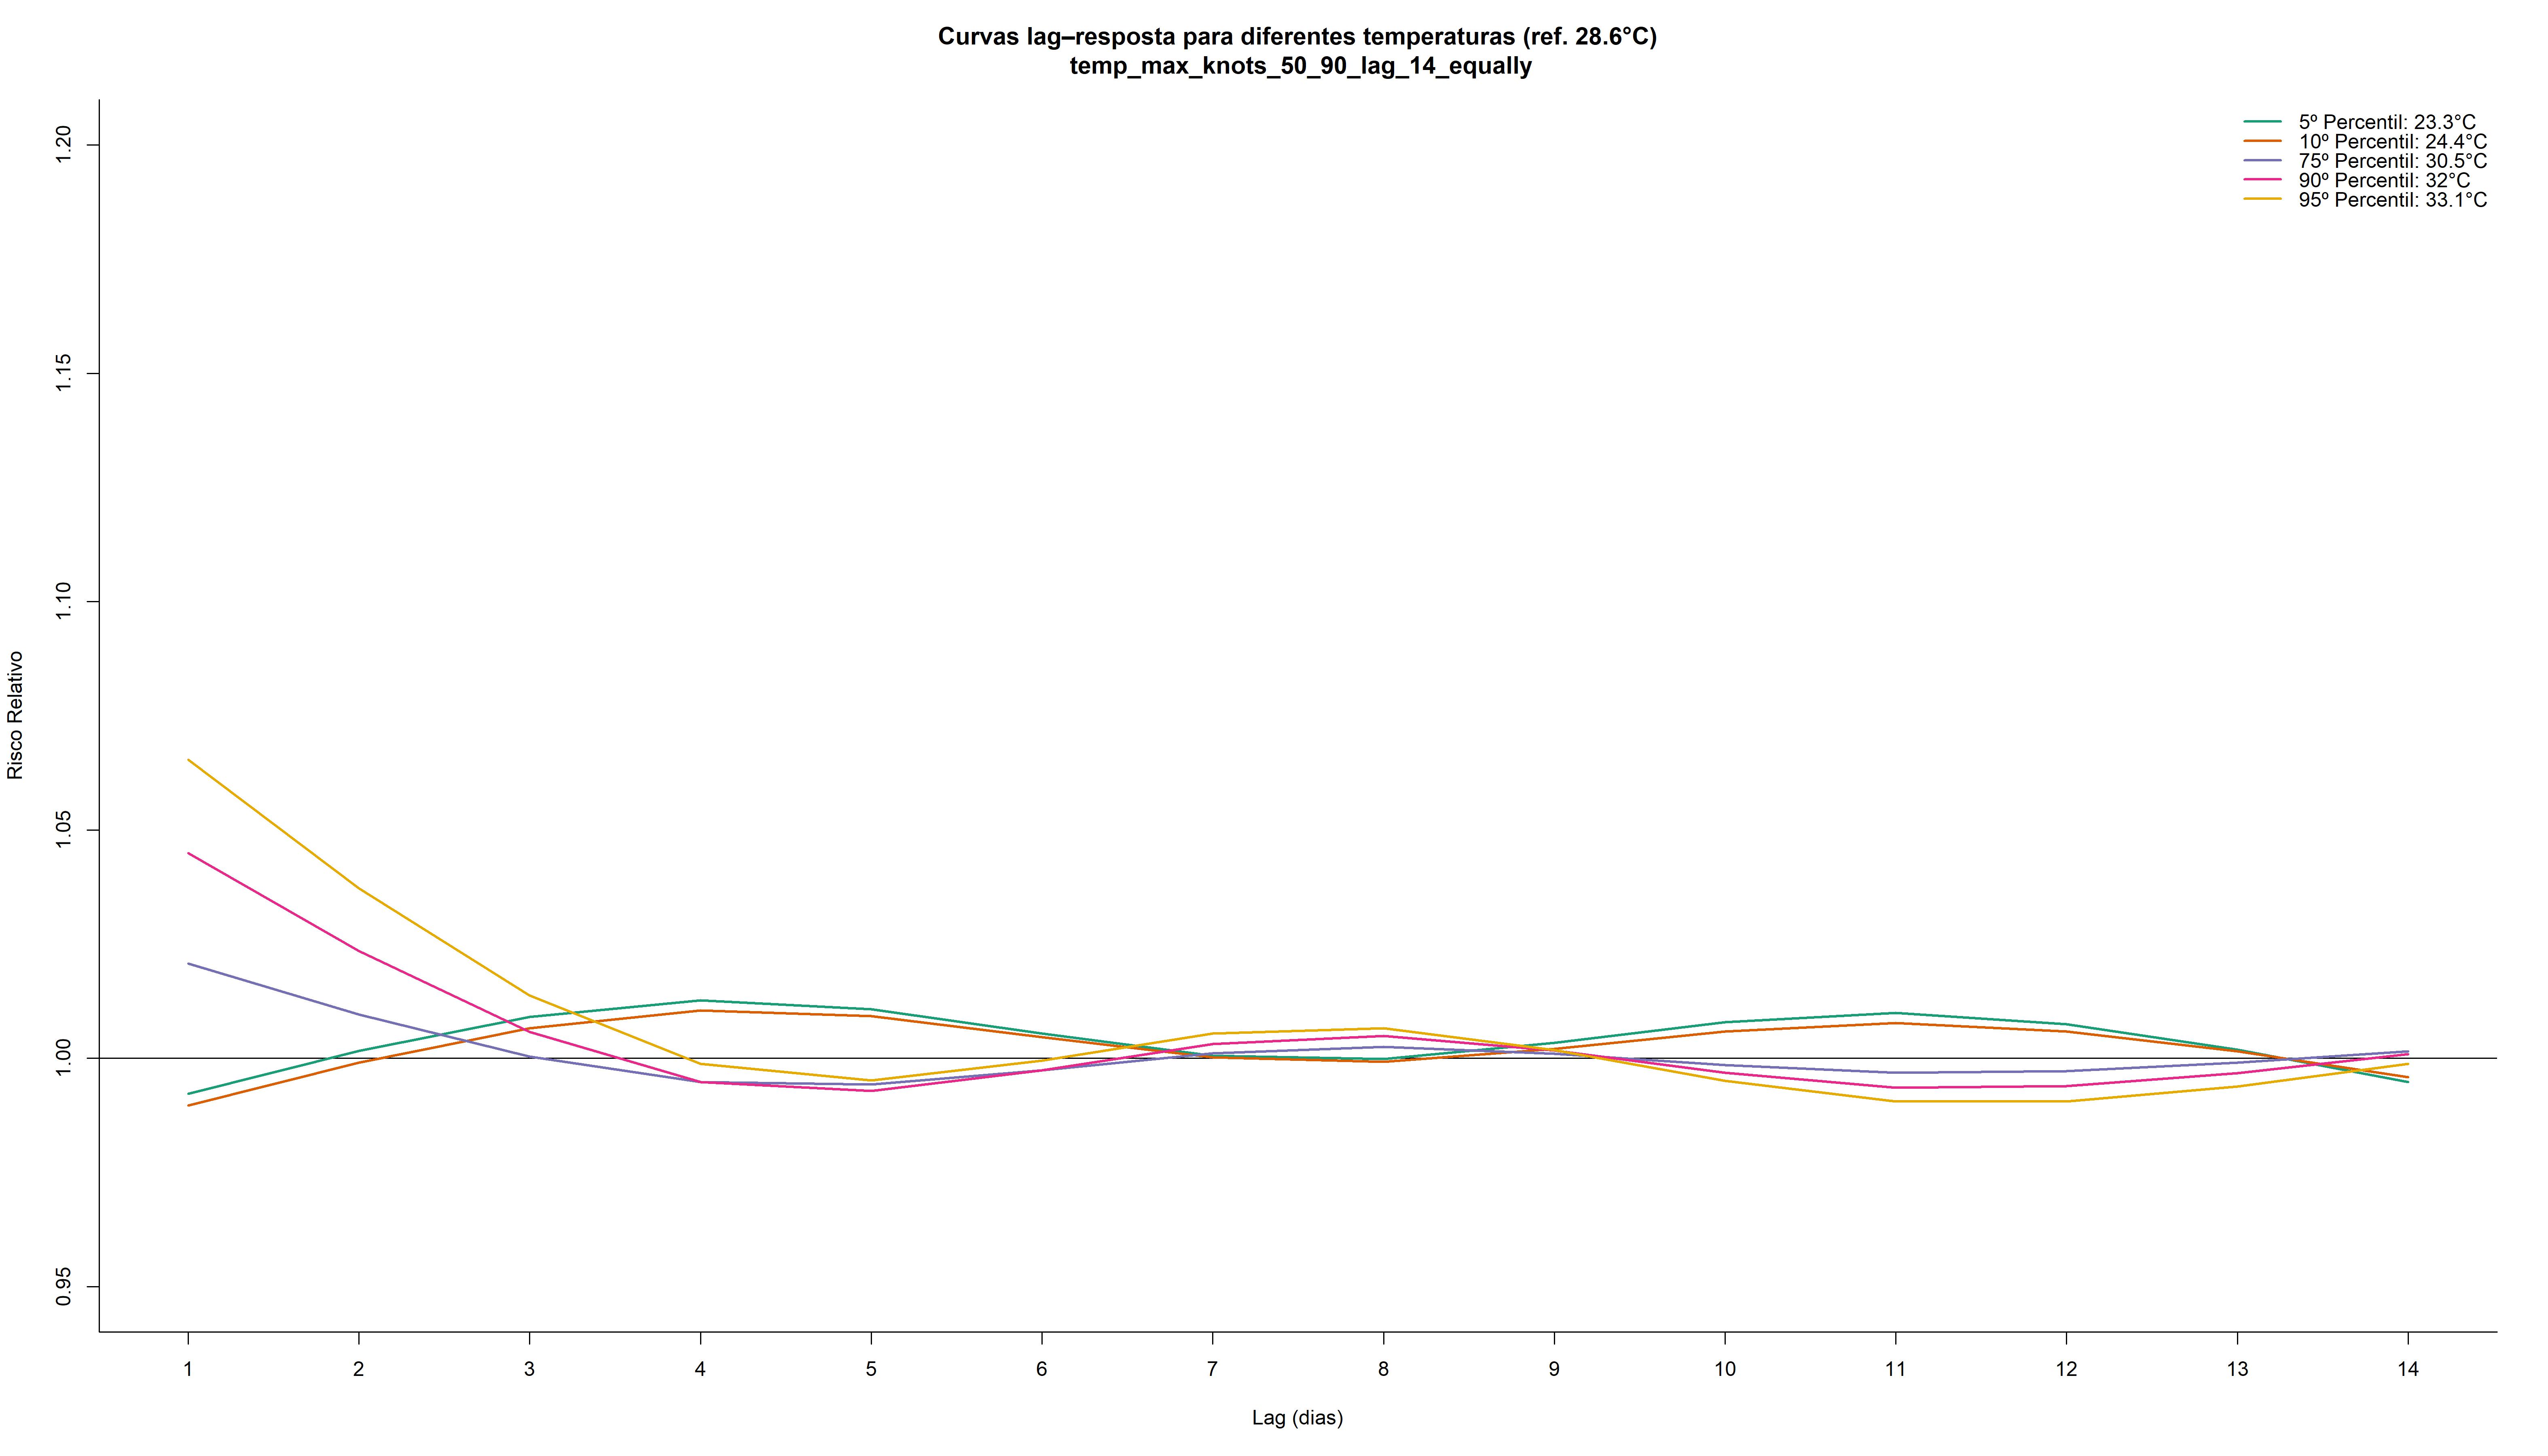 Curvas lag–resposta para diferentes temperaturas (ref. 28.6°C)
temp_max_knots_50_90_lag_14_equally
5º Percentil: 23.3°C
10º Percentil: 24.4°C
75º Percentil: 30.5°C
90º Percentil: 32°C
95º Percentil: 33.1°C
Risco Relativo
1.20
1.15
1.10
1.05
1.00
0.95
1 2 3 4 5 6 7 8 9 10 11 12 13 14
Lag (dias)